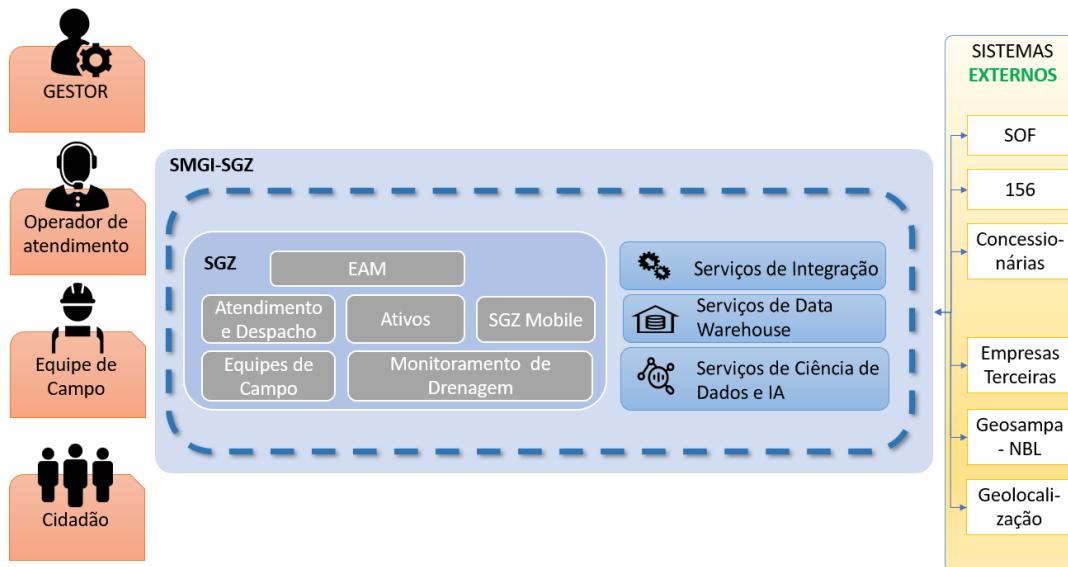 GESTOR
Operador de
atendimento
Equipe de
Campo
Cidadão
SMGI-SGZ
SGZ
EAM
Atendimento
e Despacho
Ativos
SGZ Mobile
Equipes de
Campo
Monitoramento de
Drenagem
Serviços de Integração
Serviços de Data
Warehouse
Serviços de Ciência de
Dados e IA
SISTEMAS
EXTERNOS
SOF
156
Concessio-
nárias
Empresas
Terceiras
Geosampa
- NBL
Geolocali-
zação